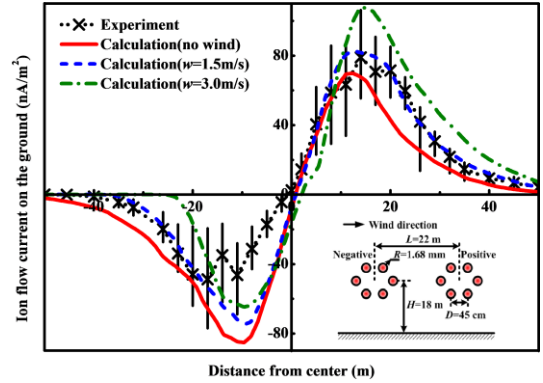 Ion flow current on the ground (nA/m²)
Experiment
Calculation(no wind)
Calculation(w=1.5m/s)
Calculation(w=3.0m/s)
80
40
-40
-20
20
40
-40
-80
Wind direction
L=22 m
Negative
R=1.68 mm
Positive
H=18 m
D=45 cm
Distance from center (m)